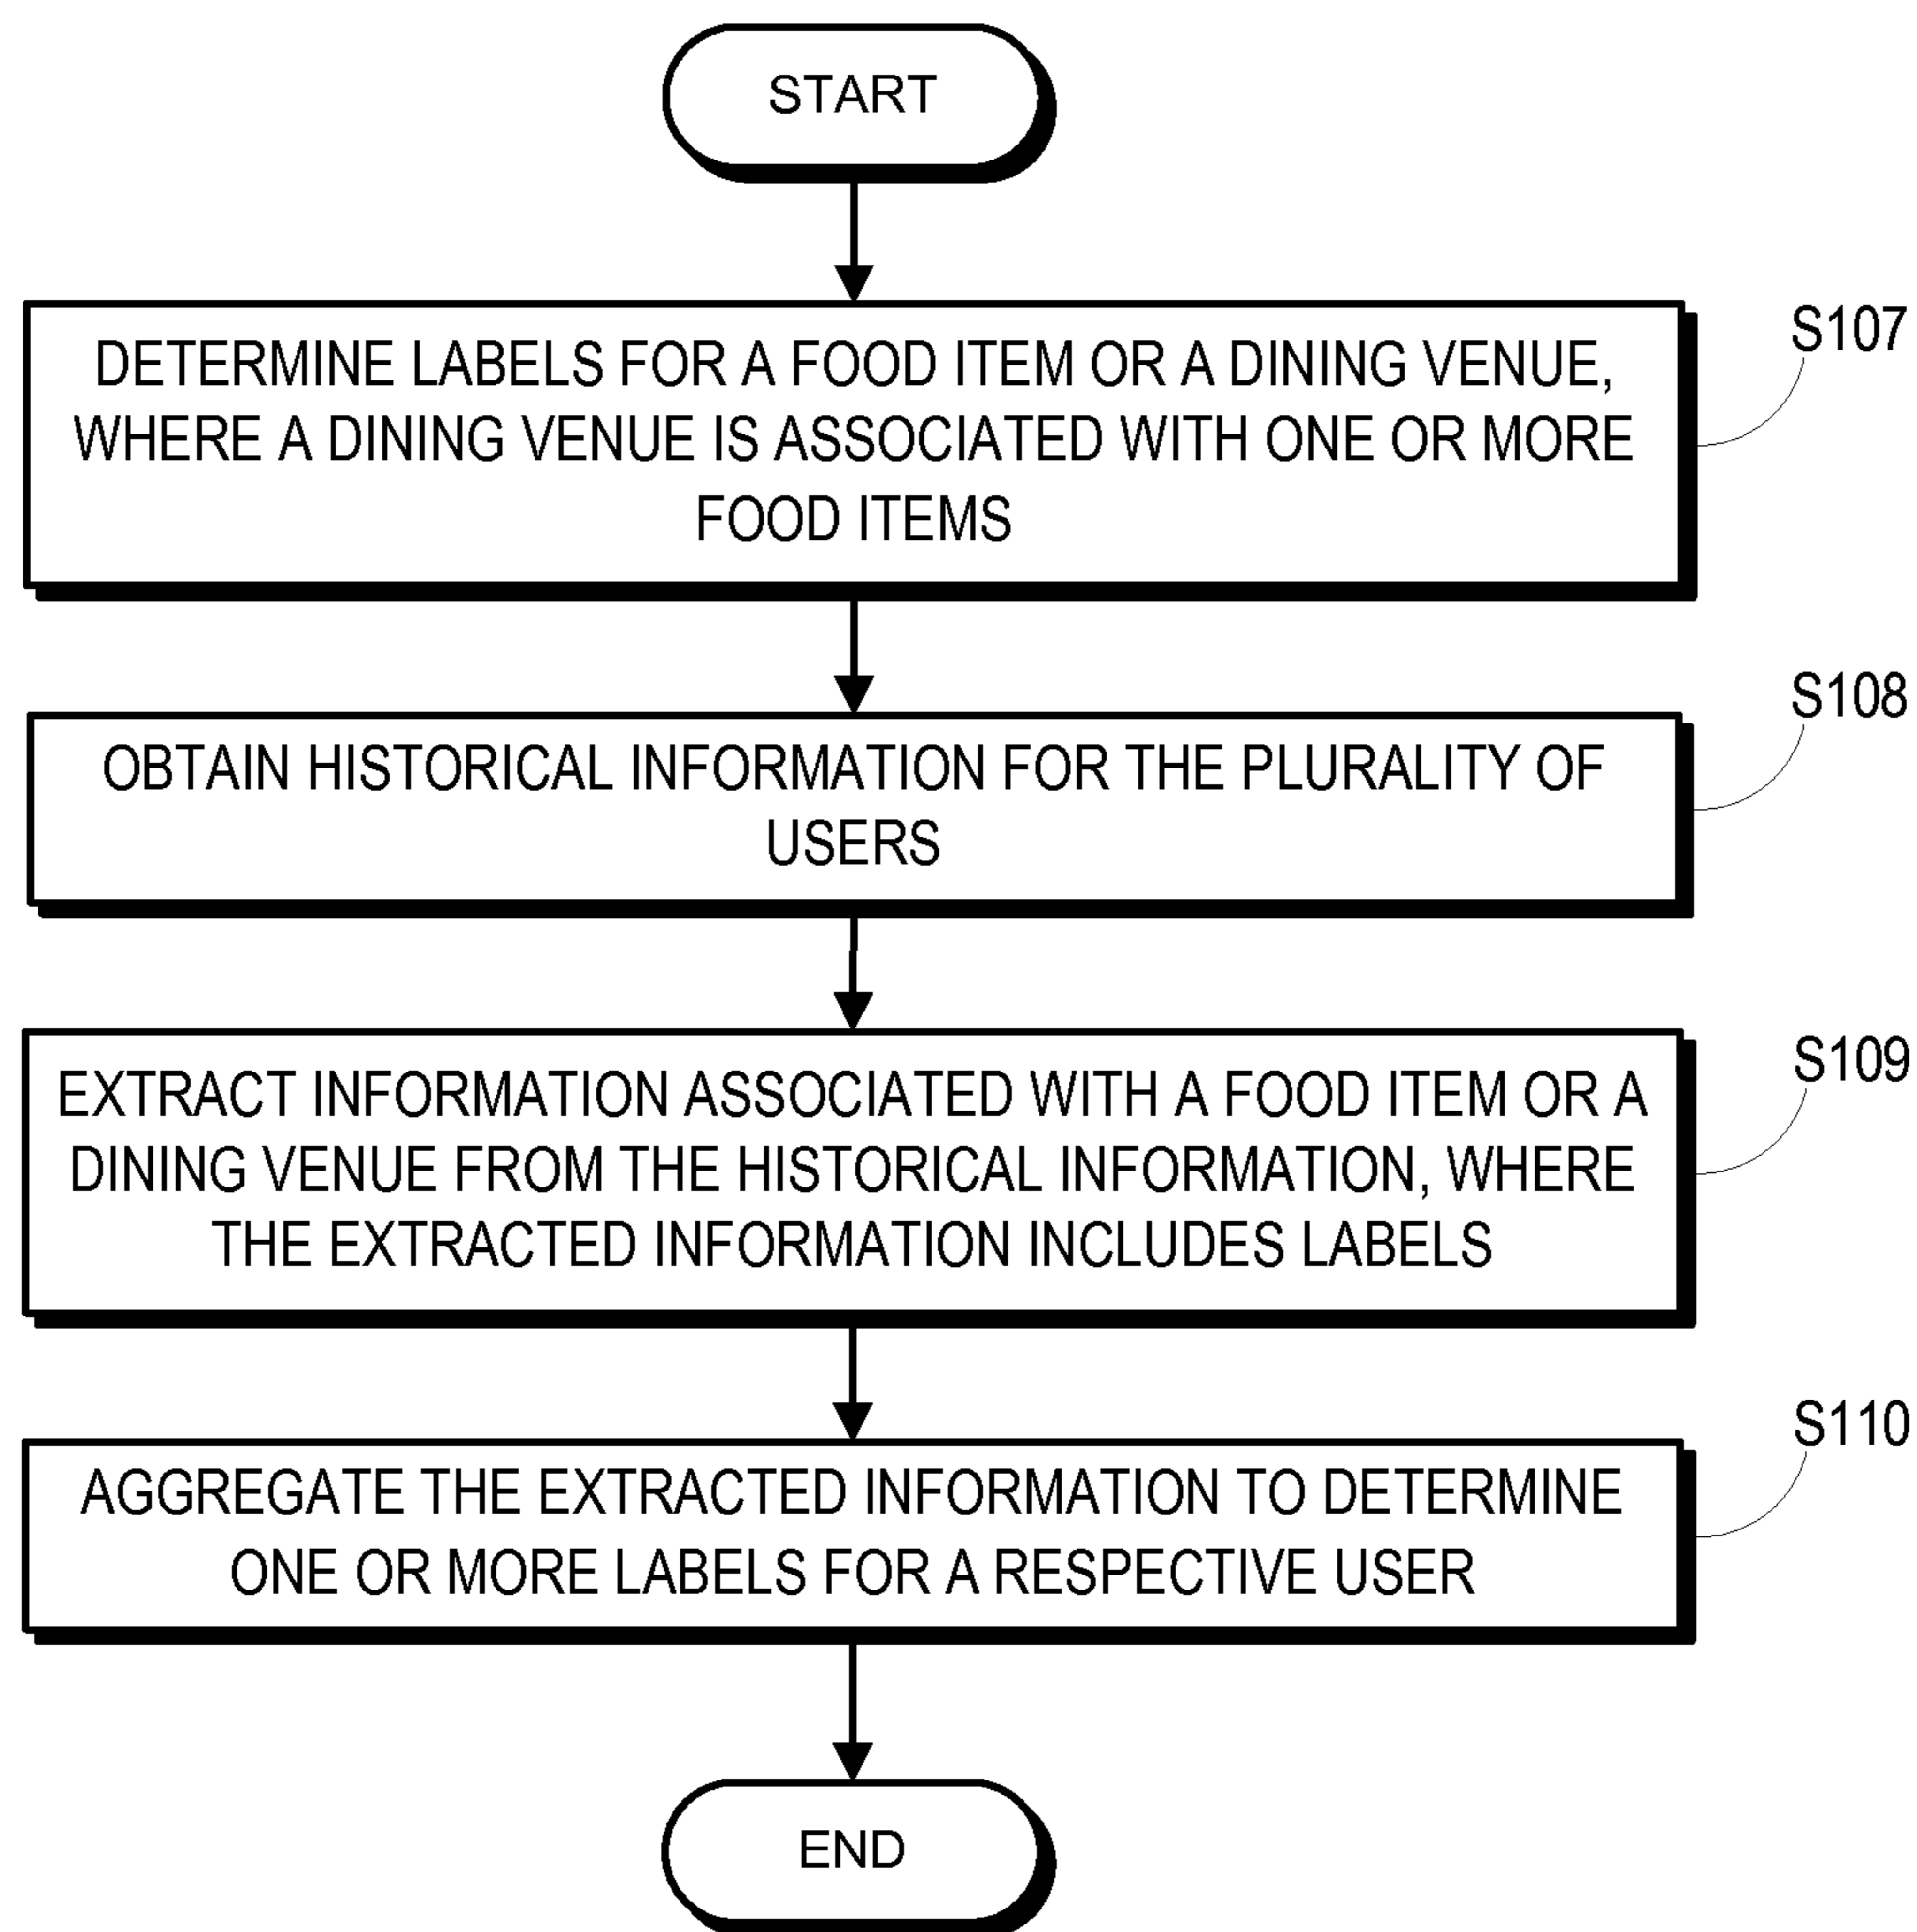 START
DETERMINE LABELS FOR A FOOD ITEM OR A DINING VENUE,
WHERE A DINING VENUE IS ASSOCIATED WITH ONE OR MORE
FOOD ITEMS
S107
OBTAIN HISTORICAL INFORMATION FOR THE PLURALITY OF
USERS
S108
EXTRACT INFORMATION ASSOCIATED WITH A FOOD ITEM OR A
DINING VENUE FROM THE HISTORICAL INFORMATION, WHERE
THE EXTRACTED INFORMATION INCLUDES LABELS
S109
AGGREGATE THE EXTRACTED INFORMATION TO DETERMINE
ONE OR MORE LABELS FOR A RESPECTIVE USER
S110
END